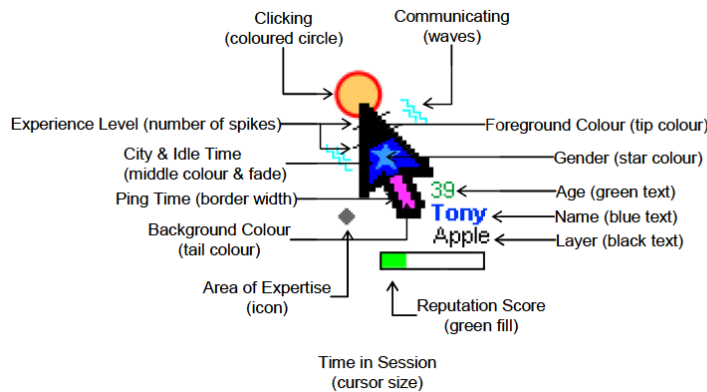 Clicking
(coloured circle)
Communicating
(waves)
Experience Level (number of spikes)
Foreground Colour (tip colour)
City & Idle Time
(middle colour & fade)
Gender (star colour)
Ping Time (border width)
39
Age (green text)
Tony
Name (blue text)
Background Colour
(tail colour)
Apple
Layer (black text)
Area of Expertise
(icon)
Reputation Score
(green fill)
Time in Session
(cursor size)